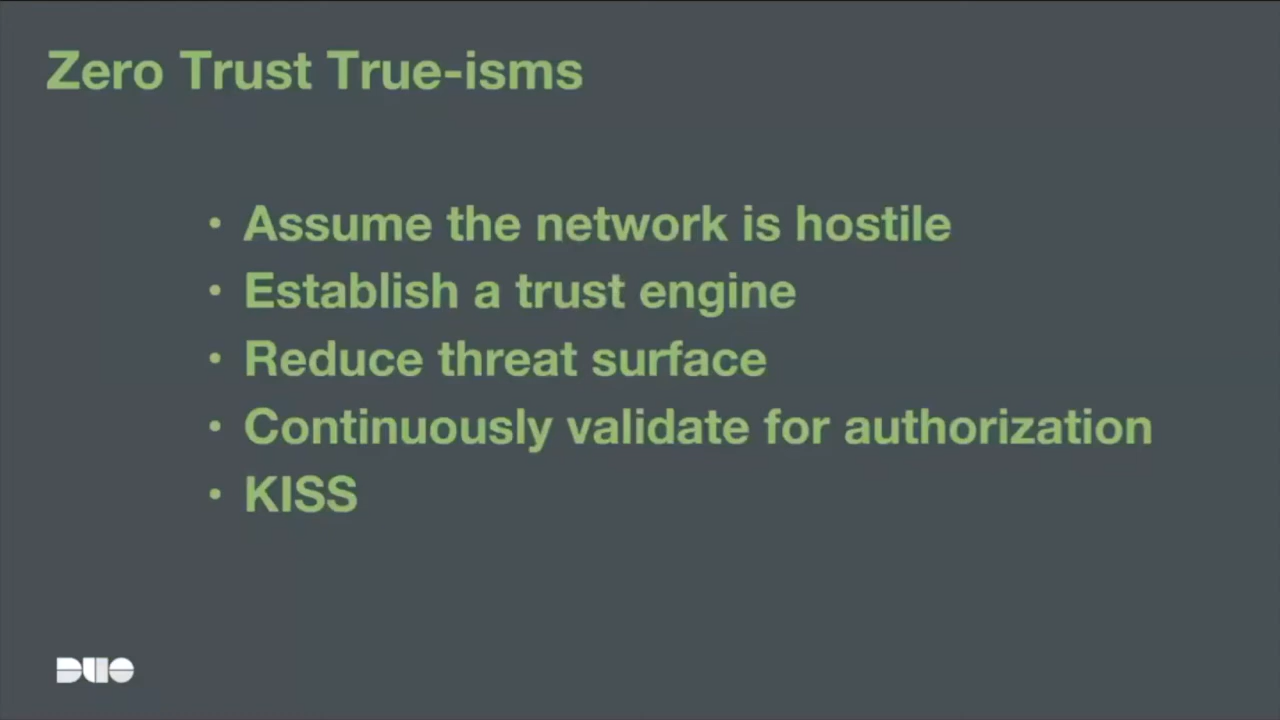 Zero Trust True-isms
• Assume the network is hostile
• Establish a trust engine
• Reduce threat surface
• Continuously validate for authorization
• KISS
DUO